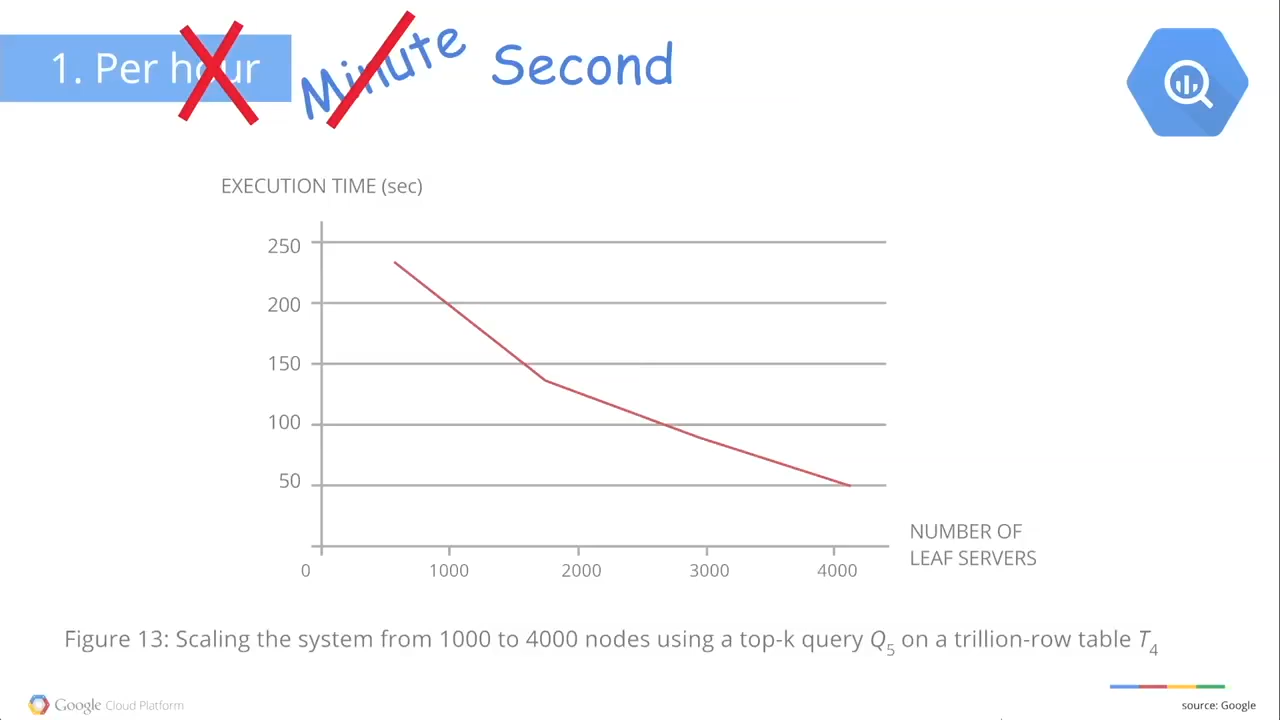 1. Per hour Minute Second
EXECUTION TIME (sec)
250
200
150
100
50
0 1000 2000 3000 4000
NUMBER OF
LEAF SERVERS
Figure 13: Scaling the system from 1000 to 4000 nodes using a top-k query Q5 on a trillion-row table T4
Google Cloud Platform
source: Google